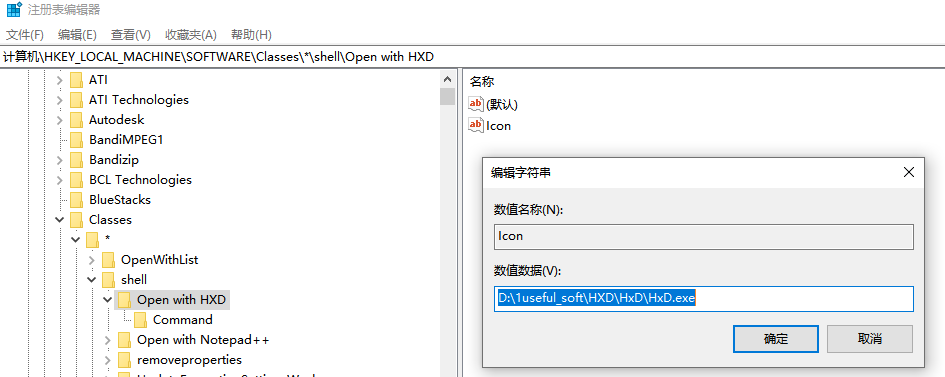 注册表编辑器
文件(F) 编辑(E) 查看(V) 收藏夹(A) 帮助(H)
计算机\HKEY_LOCAL_MACHINE\SOFTWARE\Classes\*\shell\Open with HXD
ATI
ATI Technologies
Autodesk
BandiMPEG1
Bandizip
BCL Technologies
BlueStacks
Classes
*
OpenWithList
shell
Open with HXD
Command
Open with Notepad++
removeproperties
名称
ab (默认)
ab Icon
编辑字符串
数值名称(N):
Icon
数值数据(V):
D:\1useful_soft\HXD\HxD\HxD.exe
确定 取消